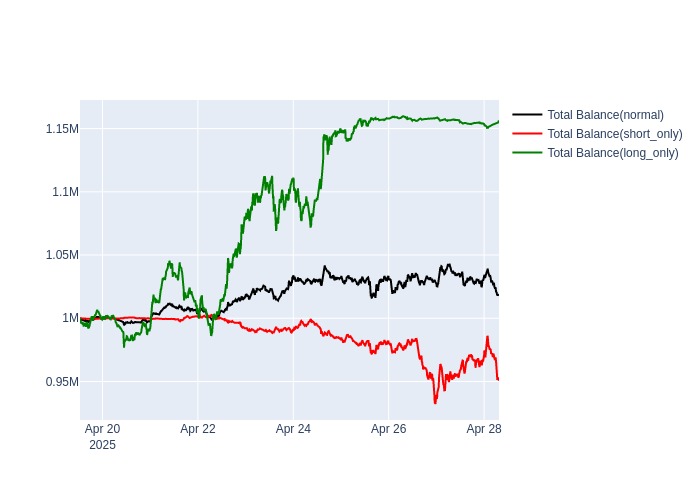 1.15M
1.1M
1.05M
1M
0.95M
Apr 20
2025
Apr 22
Apr 24
Apr 26
Apr 28
Total Balance(normal)
Total Balance(short_only)
Total Balance(long_only)